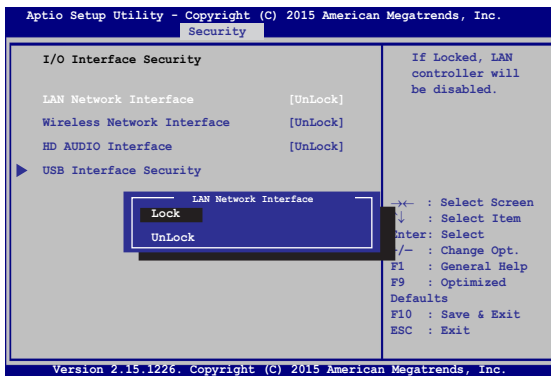 Aptio Setup Utility - Copyright (C) 2015 American Megatrends, Inc.
Security
I/O Interface Security
LAN Network Interface [UnLock]
Wireless Network Interface [UnLock]
HD AUDIO Interface [UnLock]
USB Interface Security
LAN Network Interface
Lock
UnLock
If Locked, LAN
controller will
be disabled.
→← : Select Screen
↑↓ : Select Item
Enter: Select
+/— : Change Opt.
F1 : General Help
F9 : Optimized
Defaults
F10 : Save & Exit
ESC : Exit
Version 2.15.1226. Copyright (C) 2015 American Megatrends, Inc.